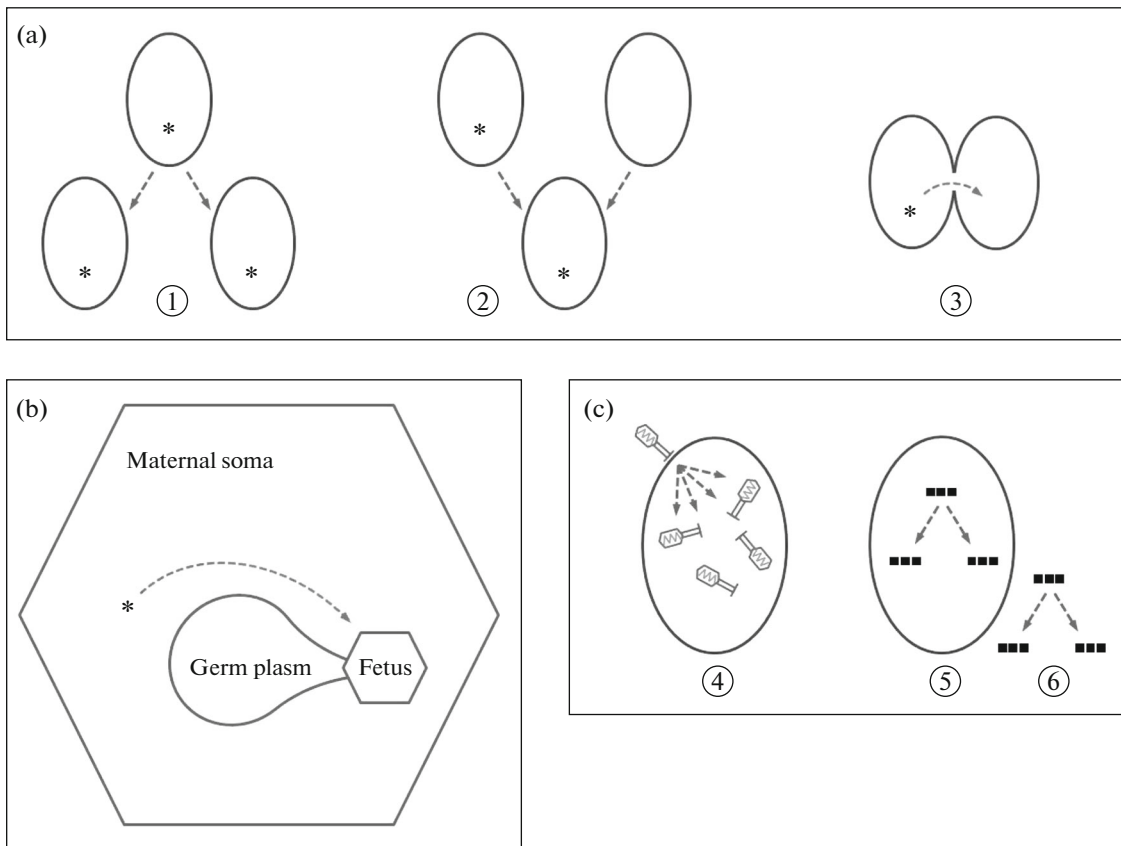 (a)
*
*
*
*
*
*
① ② ③
(b)
Maternal soma
*
Germ plasm
Fetus
(c)
④ ⑤ ⑥